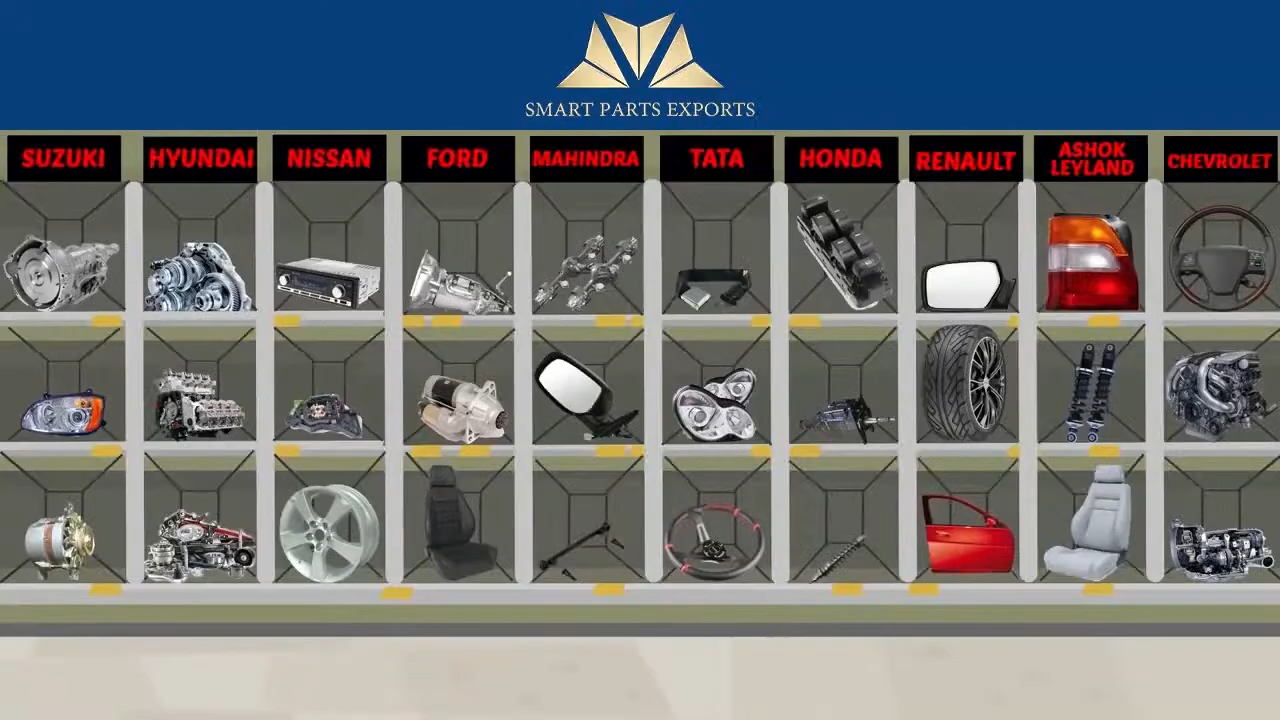 SMART PARTS EXPORTS
SUZUKI
HYUNDAI
NISSAN
FORD
MAHINDRA
TATA
HONDA
RENAULT
ASHOK
LEYLAND
CHEVROLET